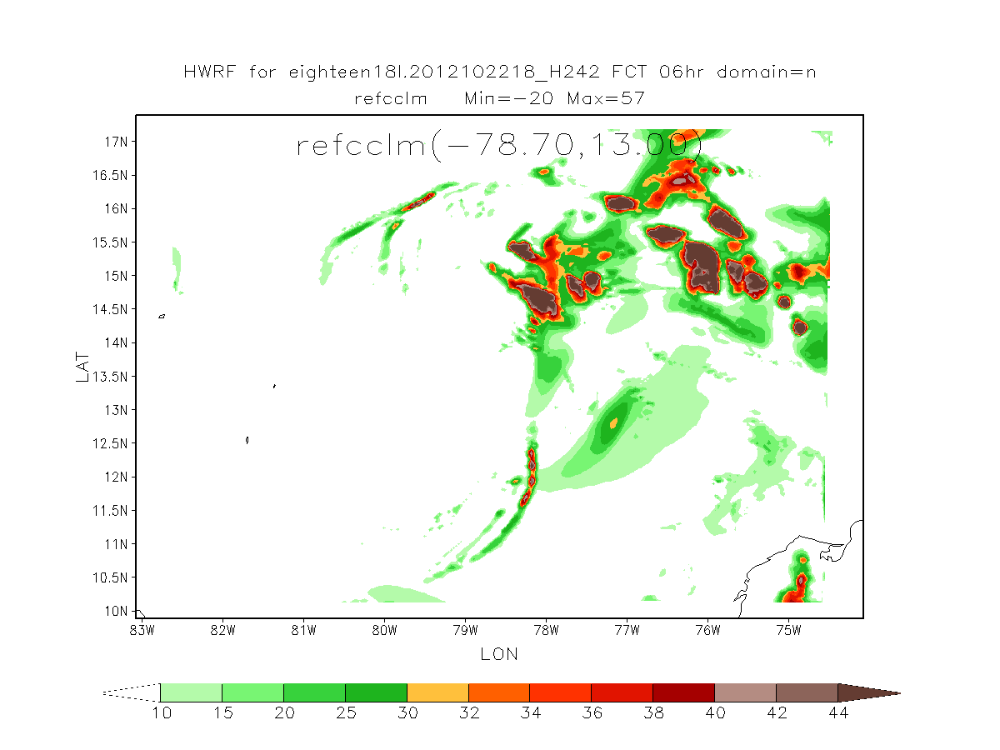 HWRF for eighteen18l.2012102218_H242 FCT 06hr domain=n
refcclm Min=-20 Max=57
refcclm(-78.70,13.00)
17N
16.5N
16N
15.5N
15N
14.5N
14N
13.5N
13N
12.5N
12N
11.5N
11N
10.5N
10N
LAT
83W 82W 81W 80W 79W 78W 77W 76W 75W
LON
10 15 20 25 30 32 34 36 38 40 42 44